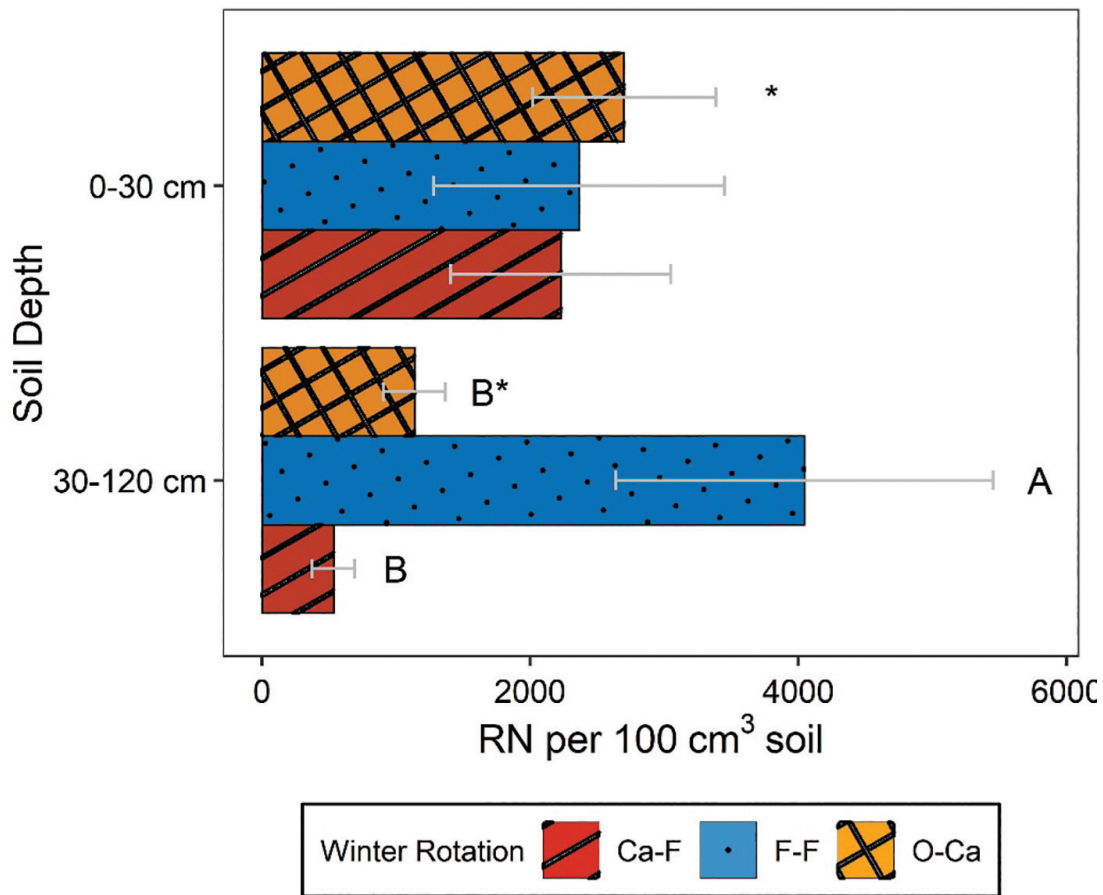 Soil Depth
0-30 cm
*
B*
30-120 cm
A
B
0 2000 4000 6000
RN per 100 cm³ soil
Winter Rotation Ca-F F-F O-Ca